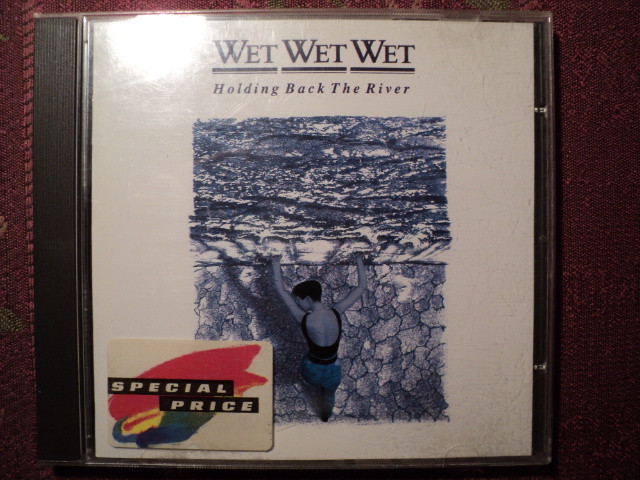 WET WET WET
Holding Back The River
SPECIAL
PRICE